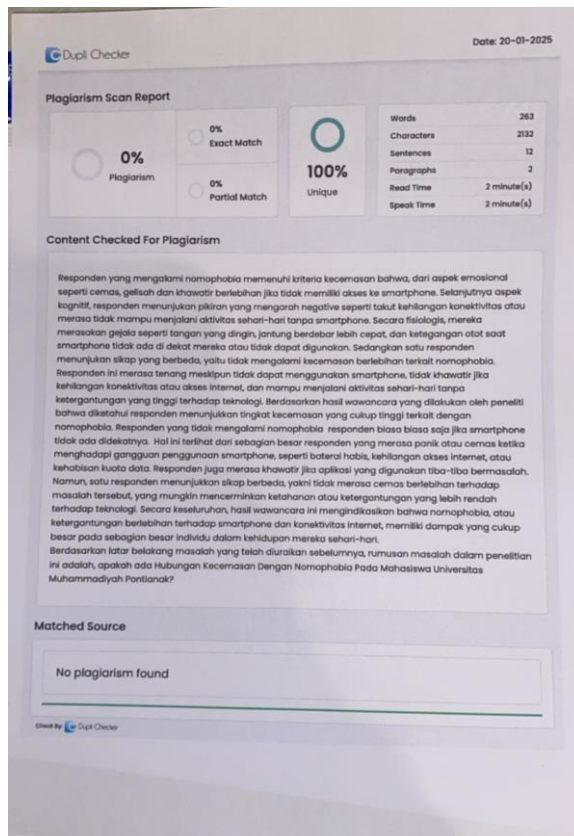 Dupli Checker
Date: 20-01-2025
Plagiarism Scan Report
0%
Plagiarism
0%
Exact Match
0%
Partial Match
100%
Unique
Words 263
Characters 2132
Sentences 12
Paragraphs 2
Read Time 2 minute(s)
Speak Time 2 minute(s)
Content Checked For Plagiarism
Responden yang mengalami nomophobia memenuhi kriteria kecemasan bahwa, dari aspek emosional
seperti cemas, gelisah dan khawatir berlebihan jika tidak memiliki akses ke smartphone. Selanjutnya aspek
kognitif, responden menunjukan pikiran yang mengarah negative seperti takut kehilangan konektivitas atau
merasa tidak mampu menjalani aktivitas sehari-hari tanpa smartphone. Secara fisiologis, mereka
merasakan gejala seperti tangan yang dingin, jantung berdebar lebih cepat, dan ketegangan otot saat
smartphone tidak ada di dekat mereka atau tidak dapat digunakan. Sedangkan satu responden
menunjukan sikap yang berbeda, yaitu tidak mengalami kecemasan berlebihan terkait nomophobia.
Responden ini merasa tenang meskipun tidak dapat menggunakan smartphone, tidak khawatir jika
kehilangan konektivitas atau akses internet, dan mampu menjalani aktivitas sehari-hari tanpa
ketergantungan yang tinggi terhadap teknologi. Berdasarkan hasil wawancara yang dilakukan oleh peneliti
bahwa diketahui responden menunjukkan tingkat kecemasan yang cukup tinggi terkait dengan
nomophobia. Responden yang tidak mengalami nomophobia responden biasa biasa saja jika smartphone
tidak ada didekatnya. Hal ini terlihat dari sebagian besar responden yang merasa panik atau cemas ketika
menghadapi gangguan penggunaan smartphone, seperti baterai habis, kehilangan akses internet, atau
kehabisan kuota data. Responden juga merasa khawatir jika aplikasi yang digunakan tiba-tiba bermasalah.
Namun, satu responden menunjukkan sikap berbeda, yakni tidak merasa cemas berlebihan terhadap
masalah tersebut, yang mungkin mencerminkan ketahanan atau ketergantungan yang lebih rendah
terhadap teknologi. Secara keseluruhan, hasil wawancara ini mengindikasikan bahwa nomophobia, atau
ketergantungan berlebihan terhadap smartphone dan konektivitas internet, memiliki dampak yang cukup
besar pada sebagian besar individu dalam kehidupan mereka sehari-hari.
Berdasarkan latar belakang masalah yang telah diuraikan sebelumnya, rumusan masalah dalam penelitian
ini adalah, apakah ada Hubungan Kecemasan Dengan Nomophobia Pada Mahasiswa Universitas
Muhammadiyah Pontianak?
Matched Source
No plagiarism found
Check By Dupli Checker